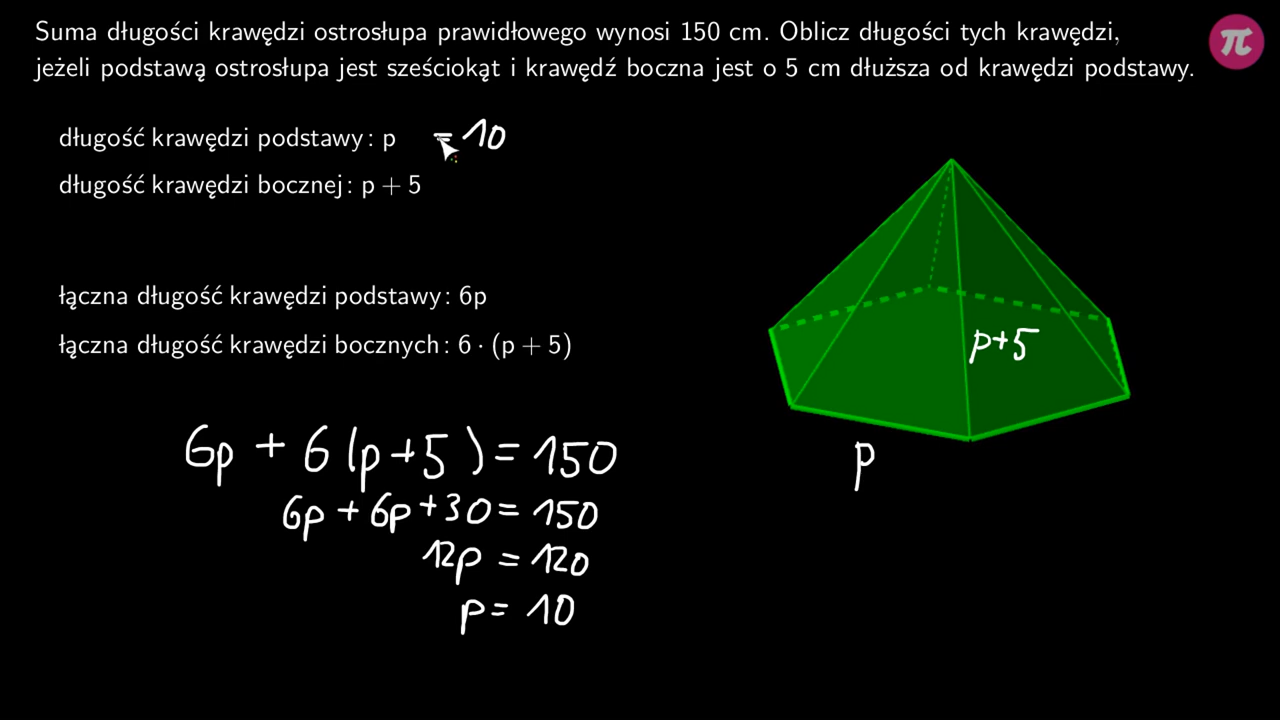 Suma długości krawędzi ostrosłupa prawidłowego wynosi 150 cm. Oblicz długości tych krawędzi,
jeżeli podstawą ostrosłupa jest sześciokąt i krawędź boczna jest o 5 cm dłuższa od krawędzi podstawy.
π
długość krawędzi podstawy: p = 10
długość krawędzi bocznej: p + 5
łączna długość krawędzi podstawy: 6p
łączna długość krawędzi bocznych: 6 · (p + 5)
p+5
p
6p + 6(p+5) = 150
6p + 6p + 30 = 150
12p = 120
p = 10